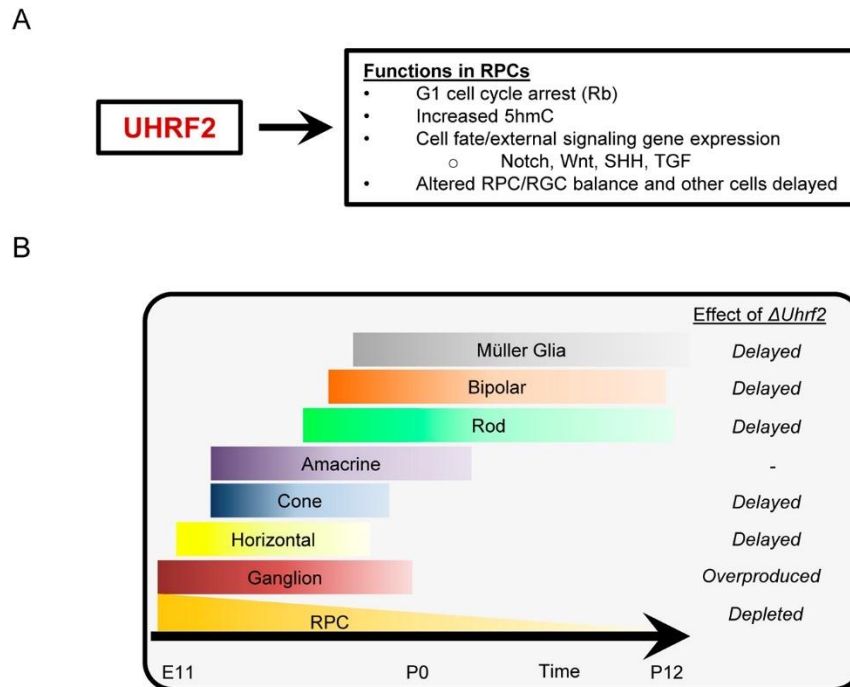 A
UHRF2
Functions in RPCs
• G1 cell cycle arrest (Rb)
• Increased 5hmC
• Cell fate/external signaling gene expression
o Notch, Wnt, SHH, TGF
• Altered RPC/RGC balance and other cells delayed
B
Effect of ΔUhrf2
Müller Glia Delayed
Bipolar Delayed
Rod Delayed
Amacrine -
Cone Delayed
Horizontal Delayed
Ganglion Overproduced
RPC Depleted
E11 P0 Time P12